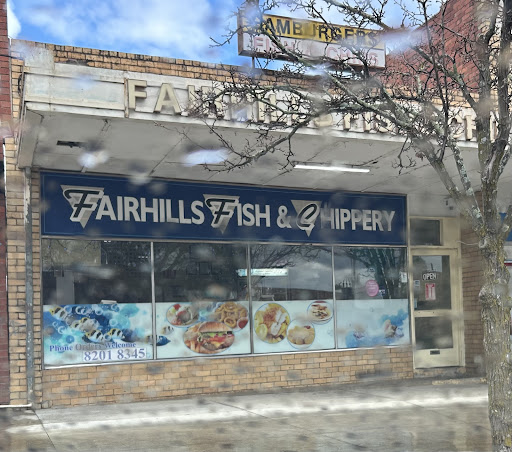 HAMBURGERS
FAIRHILLS FISH & CHIPPERY
OPEN
Phone Orders Welcome
8201 8345